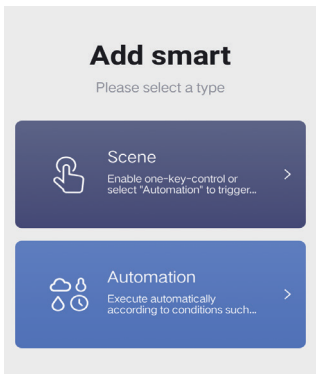 Add smart
Please select a type
Scene
Enable one-key-control or
select "Automation" to trigger...
Automation
Execute automatically
according to conditions such...